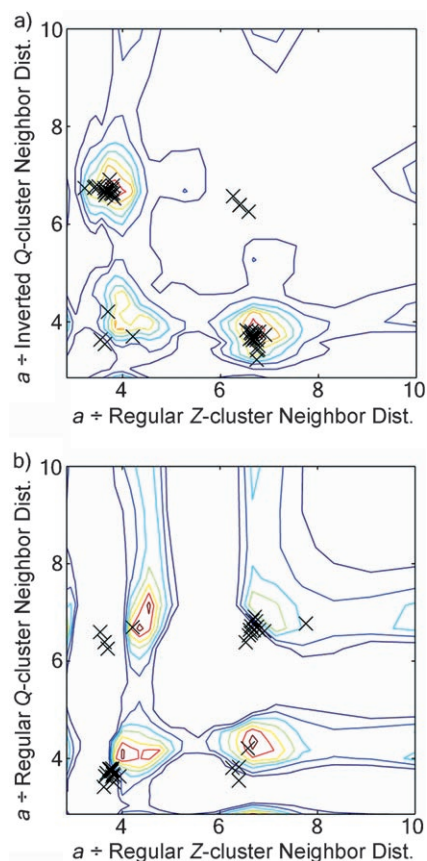 a)
10
8
6
4
a ÷ Inverted Q-cluster Neighbor Dist.
4 6 8 10
a ÷ Regular Z-cluster Neighbor Dist.
b)
10
8
6
4
a ÷ Regular Q-cluster Neighbor Dist.
4 6 8 10
a ÷ Regular Z-cluster Neighbor Dist.